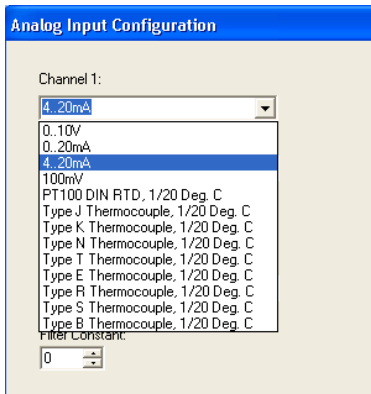 Analog Input Configuration
Channel 1:
4..20mA
0..10V
0..20mA
4..20mA
100mV
PT100 DIN RTD, 1/20 Deg. C
Type J Thermocouple, 1/20 Deg. C
Type K Thermocouple, 1/20 Deg. C
Type N Thermocouple, 1/20 Deg. C
Type T Thermocouple, 1/20 Deg. C
Type E Thermocouple, 1/20 Deg. C
Type R Thermocouple, 1/20 Deg. C
Type S Thermocouple, 1/20 Deg. C
Type B Thermocouple, 1/20 Deg. C
Filter Constant:
0